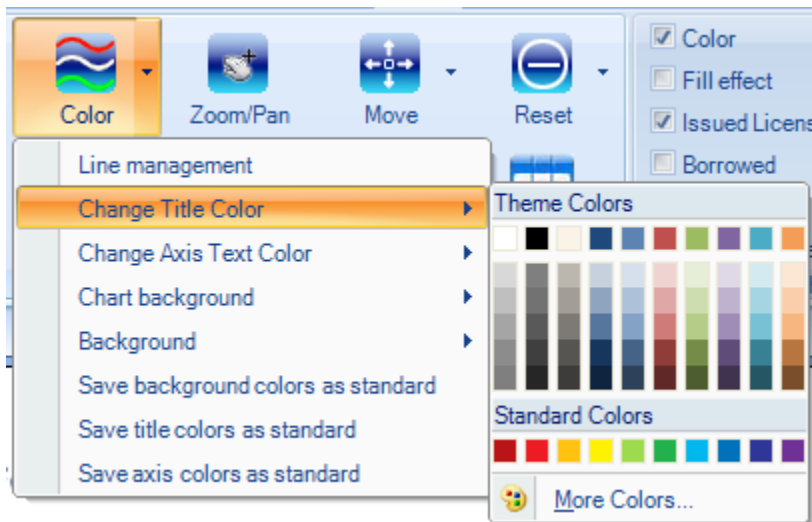 Color
Zoom/Pan
Move
Reset
Color
Fill effect
Issued Licens
Borrowed
Line management
Change Title Color
Change Axis Text Color
Chart background
Background
Save background colors as standard
Save title colors as standard
Save axis colors as standard
Theme Colors
Standard Colors
More Colors...